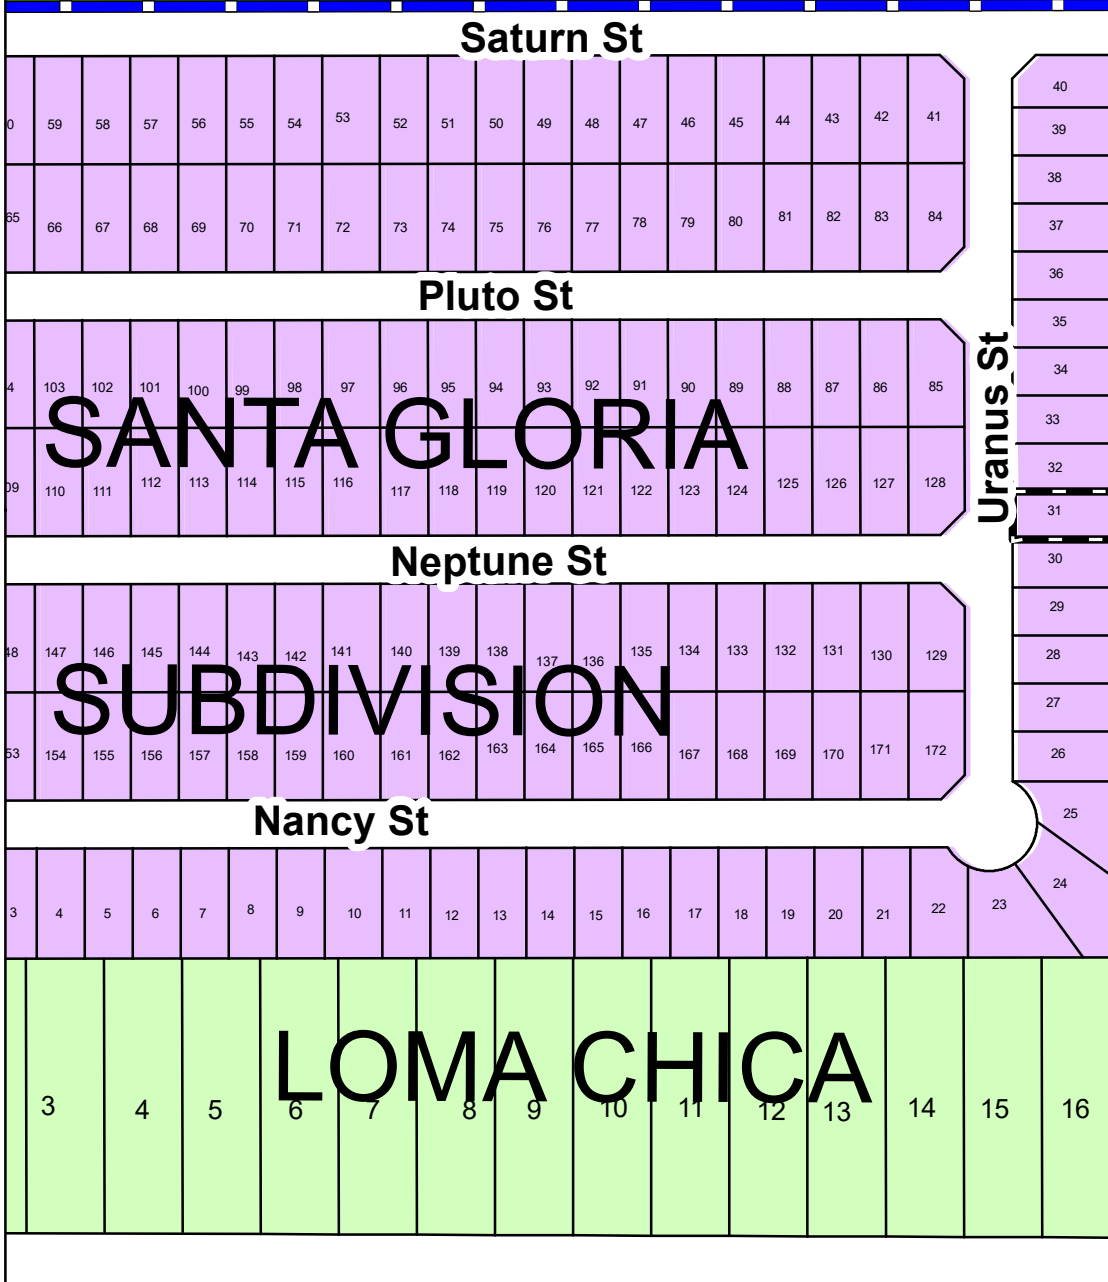 Saturn St
0 59 58 57 56 55 54 53 52 51 50 49 48 47 46 45 44 43 42 41
65 66 67 68 69 70 71 72 73 74 75 76 77 78 79 80 81 82 83 84
Pluto St
4 103 102 101 100 99 98 97 96 95 94 93 92 91 90 89 88 87 86 85
SANTA GLORIA
09 110 111 112 113 114 115 116 117 118 119 120 121 122 123 124 125 126 127 128
Neptune St
48 147 146 145 144 143 142 141 140 139 138 137 136 135 134 133 132 131 130 129
SUBDIVISION
53 154 155 156 157 158 159 160 161 162 163 164 165 166 167 168 169 170 171 172
Nancy St
3 4 5 6 7 8 9 10 11 12 13 14 15 16 17 18 19 20 21 22 23 24 25
Uranus St
40
39
38
37
36
35
34
33
32
31
30
29
28
27
26
LOMA CHICA
3 4 5 6 7 8 9 10 11 12 13 14 15 16